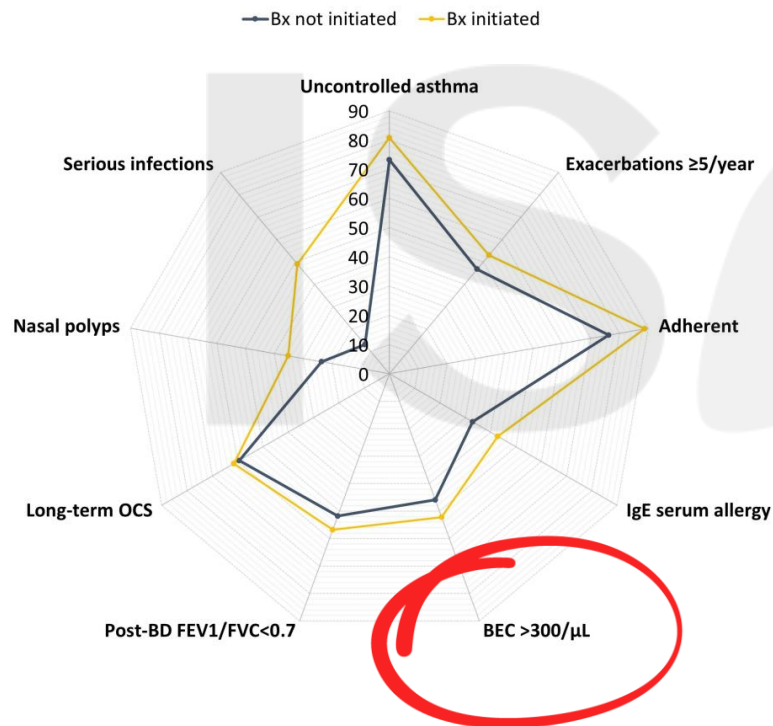 Bx not initiated Bx initiated
Uncontrolled asthma
90
80
Serious infections Exacerbations ≥5/year
70
60
50
40
Nasal polyps 30 Adherent
20
10
0
Long-term OCS IgE serum allergy
Post-BD FEV1/FVC<0.7 BEC >300/μL